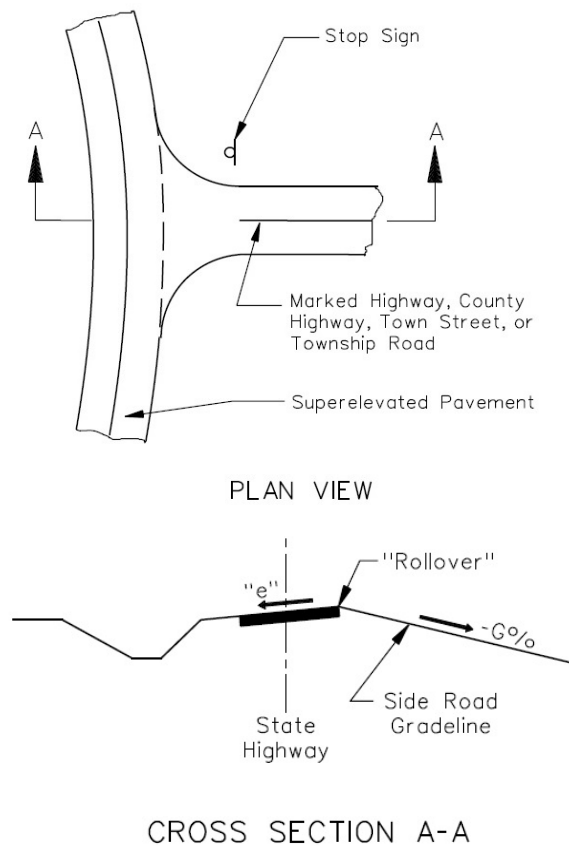 Stop Sign
A
A
Marked Highway, County
Highway, Town Street, or
Township Road
Superelevated Pavement
PLAN VIEW
"Rollover"
"e"
-G%
Side Road
Gradeline
State
Highway
CROSS SECTION A-A